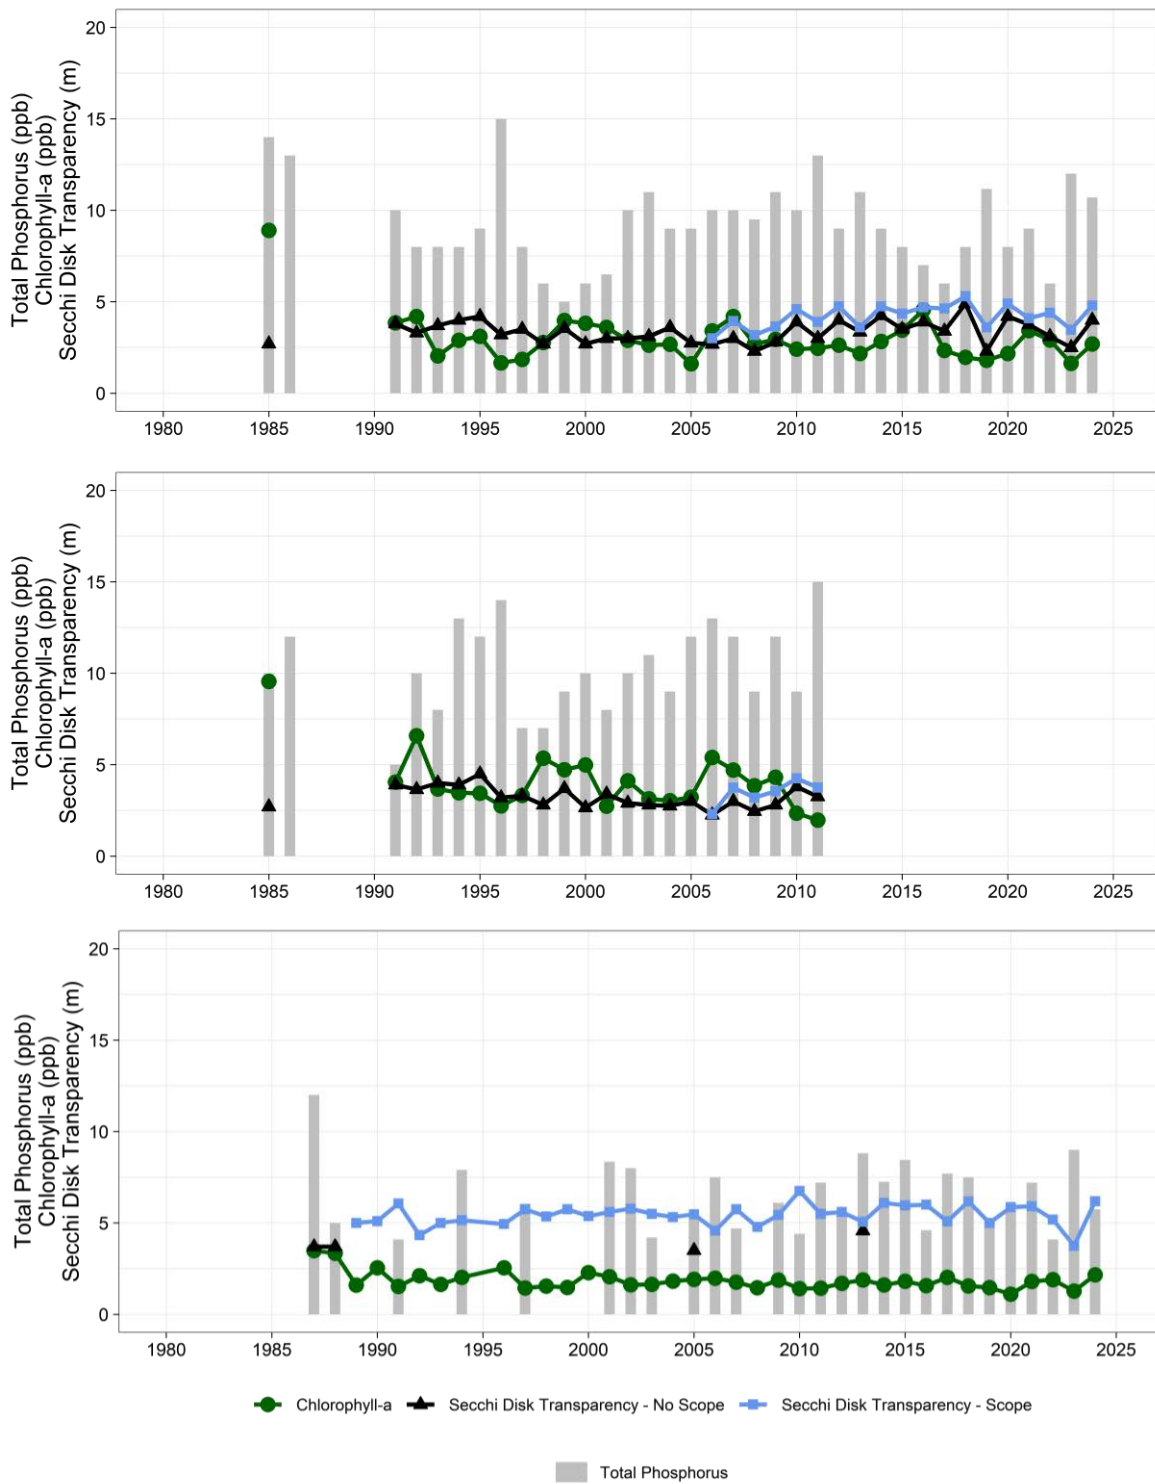 Total Phosphorus (ppb)
Chlorophyll-a (ppb)
Secchi Disk Transparency (m)
20
15
10
5
0
1980 1985 1990 1995 2000 2005 2010 2015 2020 2025
Total Phosphorus (ppb)
Chlorophyll-a (ppb)
Secchi Disk Transparency (m)
20
15
10
5
0
1980 1985 1990 1995 2000 2005 2010 2015 2020 2025
Total Phosphorus (ppb)
Chlorophyll-a (ppb)
Secchi Disk Transparency (m)
20
15
10
5
0
1980 1985 1990 1995 2000 2005 2010 2015 2020 2025
Chlorophyll-a Secchi Disk Transparency - No Scope Secchi Disk Transparency - Scope
Total Phosphorus